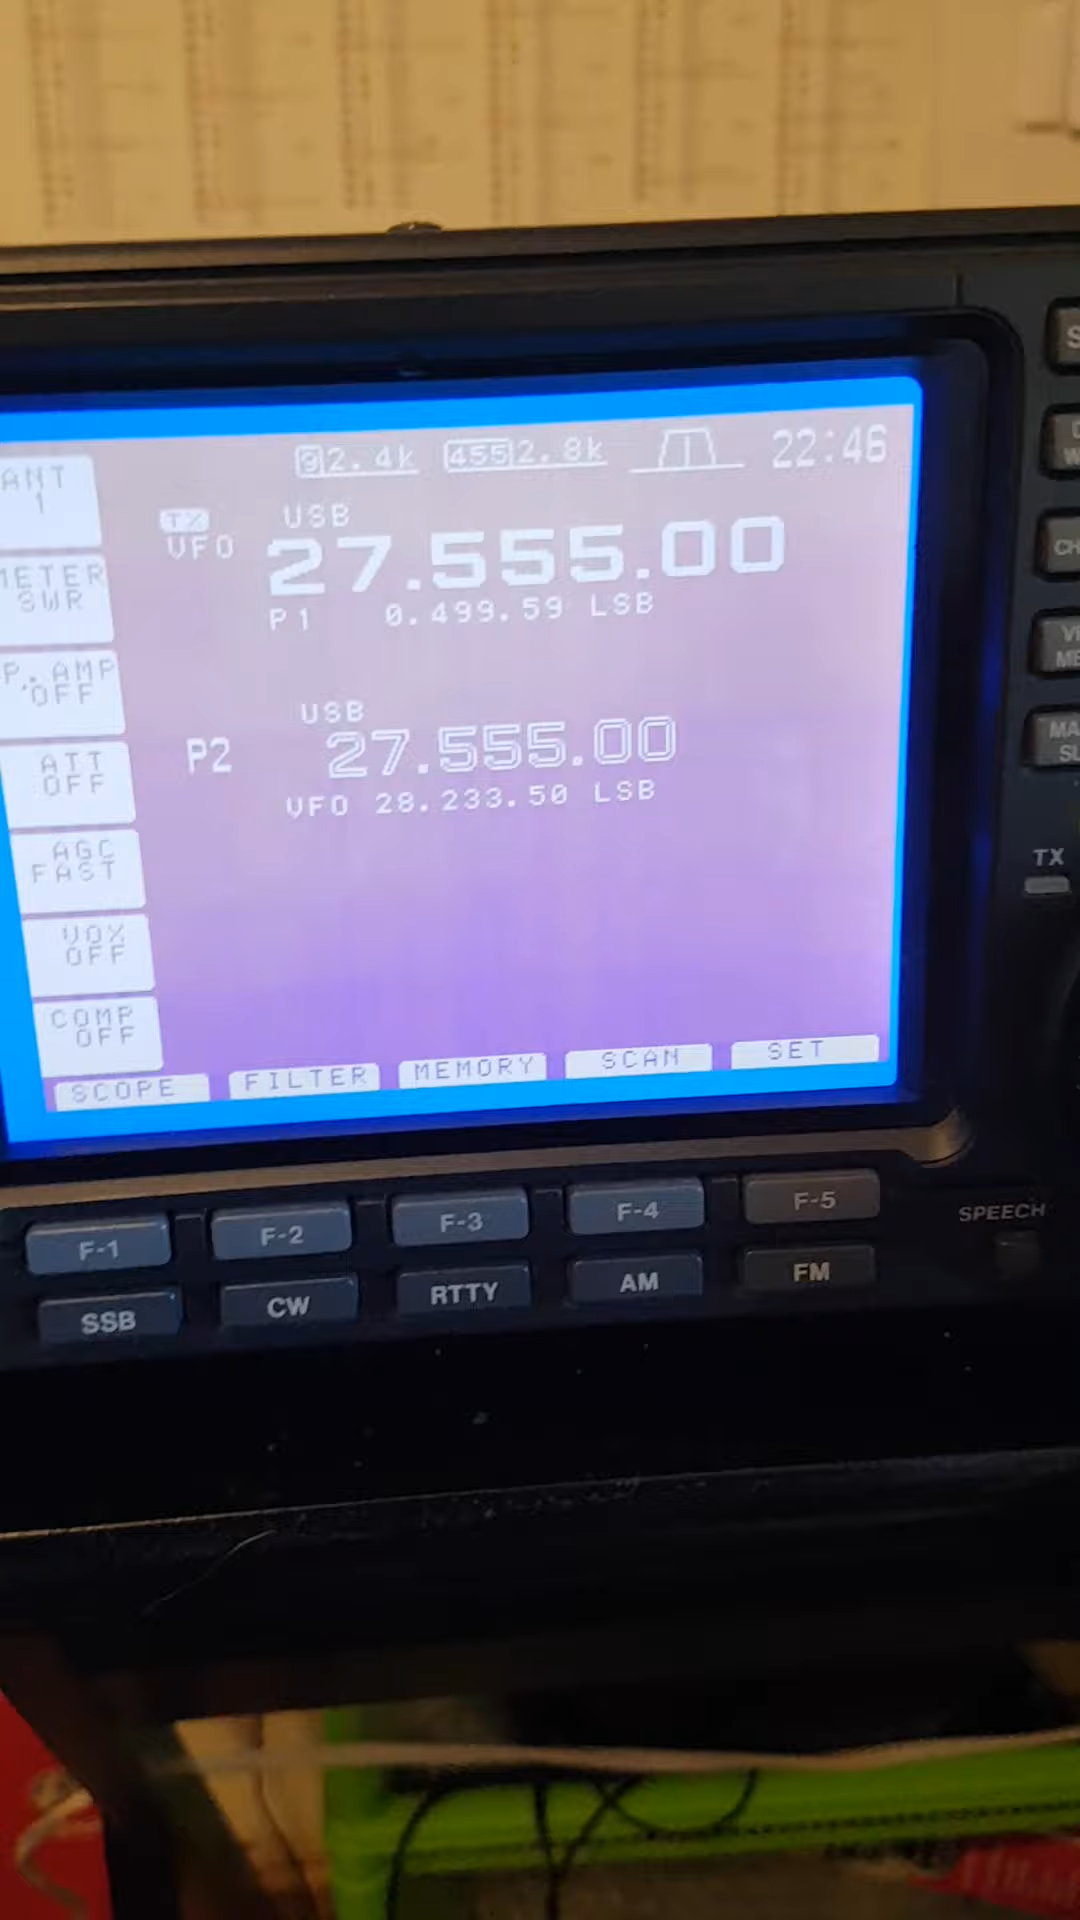 9 2.4k 455 2.8k 22:46
ANT
1
TX USB
VFO 27.555.00
P1 0.499.59 LSB
METER
SWR
P.AMP
OFF
USB
P2 27.555.00
VFO 28.233.50 LSB
ATT
OFF
AGC
FAST
VOX
OFF
COMP
OFF
SCOPE FILTER MEMORY SCAN SET
TX
F-1 F-2 F-3 F-4 F-5
SPEECH
SSB CW RTTY AM FM